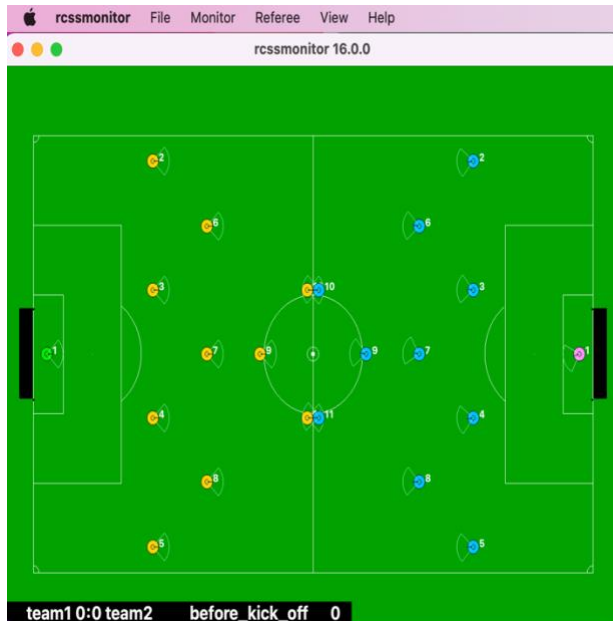 rcssmonitor File Monitor Referee View Help
rcssmonitor 16.0.0
2 2
6 6
3 3
10
1 7 9 9 7 1
4 11 4
8 8
5 5
team1 0:0 team2 before_kick_off 0